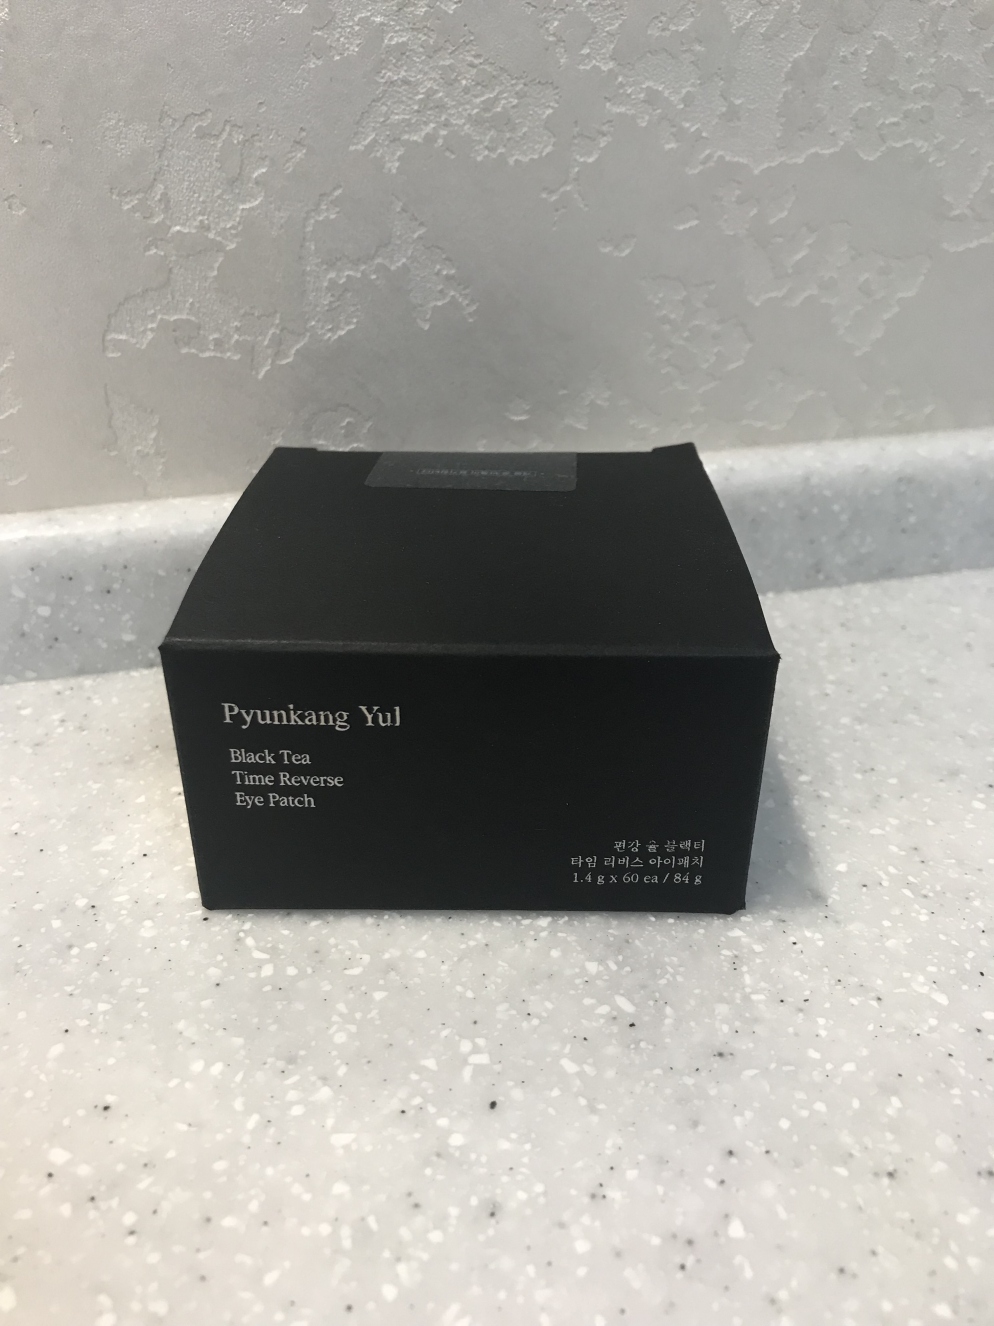 Pyunkang Yul
Black Tea
Time Reverse
Eye Patch
편강 율 블랙티
타임 리버스 아이패치
1.4 g x 60 ea / 84 g